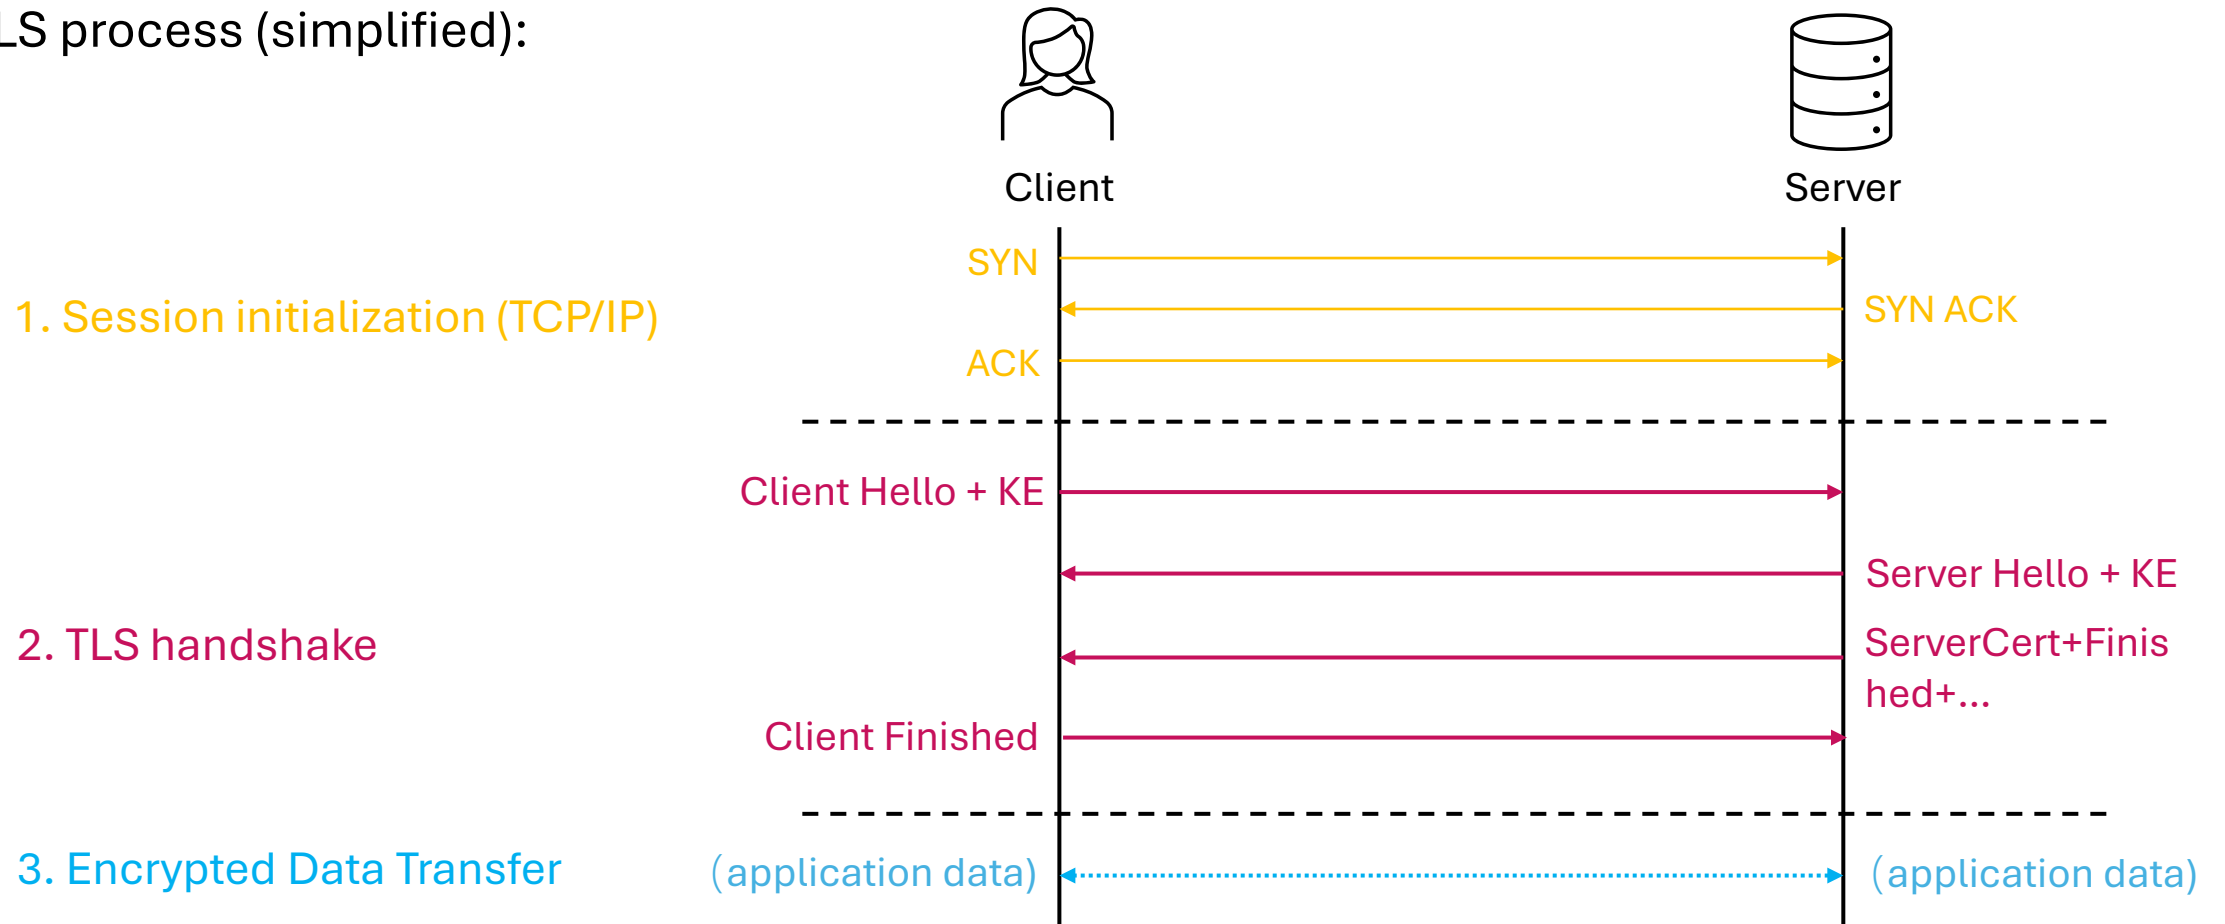 LS process (simplified):
Client
Server
SYN
1. Session initialization (TCP/IP)
SYN ACK
ACK
Client Hello + KE
Server Hello + KE
2. TLS handshake
ServerCert+Finis
hed+...
Client Finished
3. Encrypted Data Transfer
(application data)
(application data)